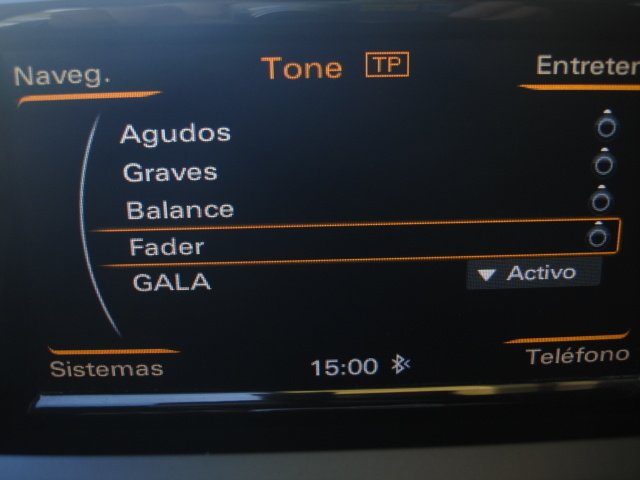 Naveg. Tone TP Entreten
Agudos
Graves
Balance
Fader
GALA Activo
Sistemas 15:00 Teléfono